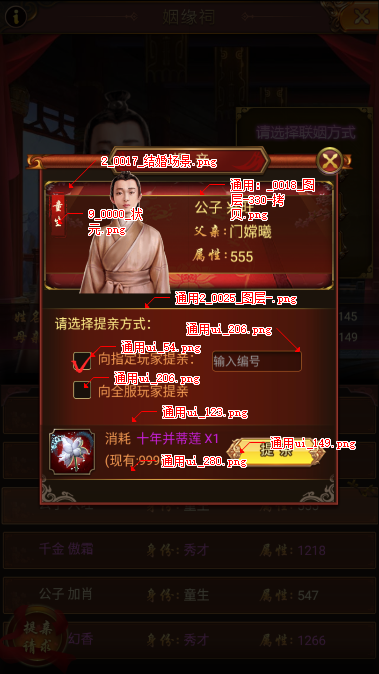 姻缘祠
请选择联姻方式
2_0017_结婚场景.png
亲
通用：_0018_图
层-330-拷
贝.png
童生
9_0000_状
元.png
公子
父亲:门嫦曦
属性:555
通用2_0025_图层-.png
145
149
请选择提亲方式:
通用ui_206.png
通用ui_54.png
向指定玩家提亲:
输入编号
通用ui_206.png
向全服玩家提亲
通用ui_123.png
消耗 十年并蒂莲 X1
通用ui_149.png
提亲
(现有:999
通用ui_280.png
千金 傲霜 身份:秀才 属性:1218
公子 加肖 身份:童生 属性:547
提亲
请求
幻香 身份:秀才 属性:1266